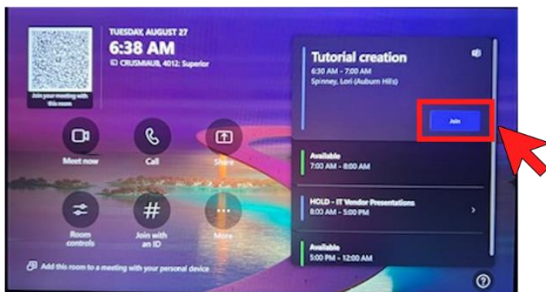 TUESDAY, AUGUST 27
6:38 AM
CRUSMIAUB, 4012: Superior
Join your meeting with
this room
Meet now
Call
Share
Room
controls
Join with
an ID
More
Add this room to a meeting with your personal device
Tutorial creation
6:30 AM - 7:00 AM
Spinney, Lori (Auburn Hills)
Join
Available
7:00 AM - 8:00 AM
HOLD - IT Vendor Presentations
8:00 AM - 5:00 PM
Available
5:00 PM - 12:00 AM